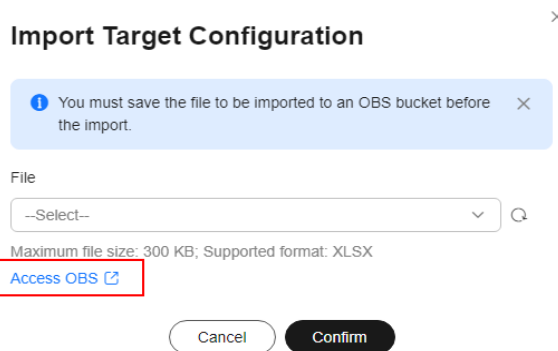 Import Target Configuration
You must save the file to be imported to an OBS bucket before
the import.
File
--Select--
Maximum file size: 300 KB; Supported format: XLSX
Access OBS
Cancel
Confirm